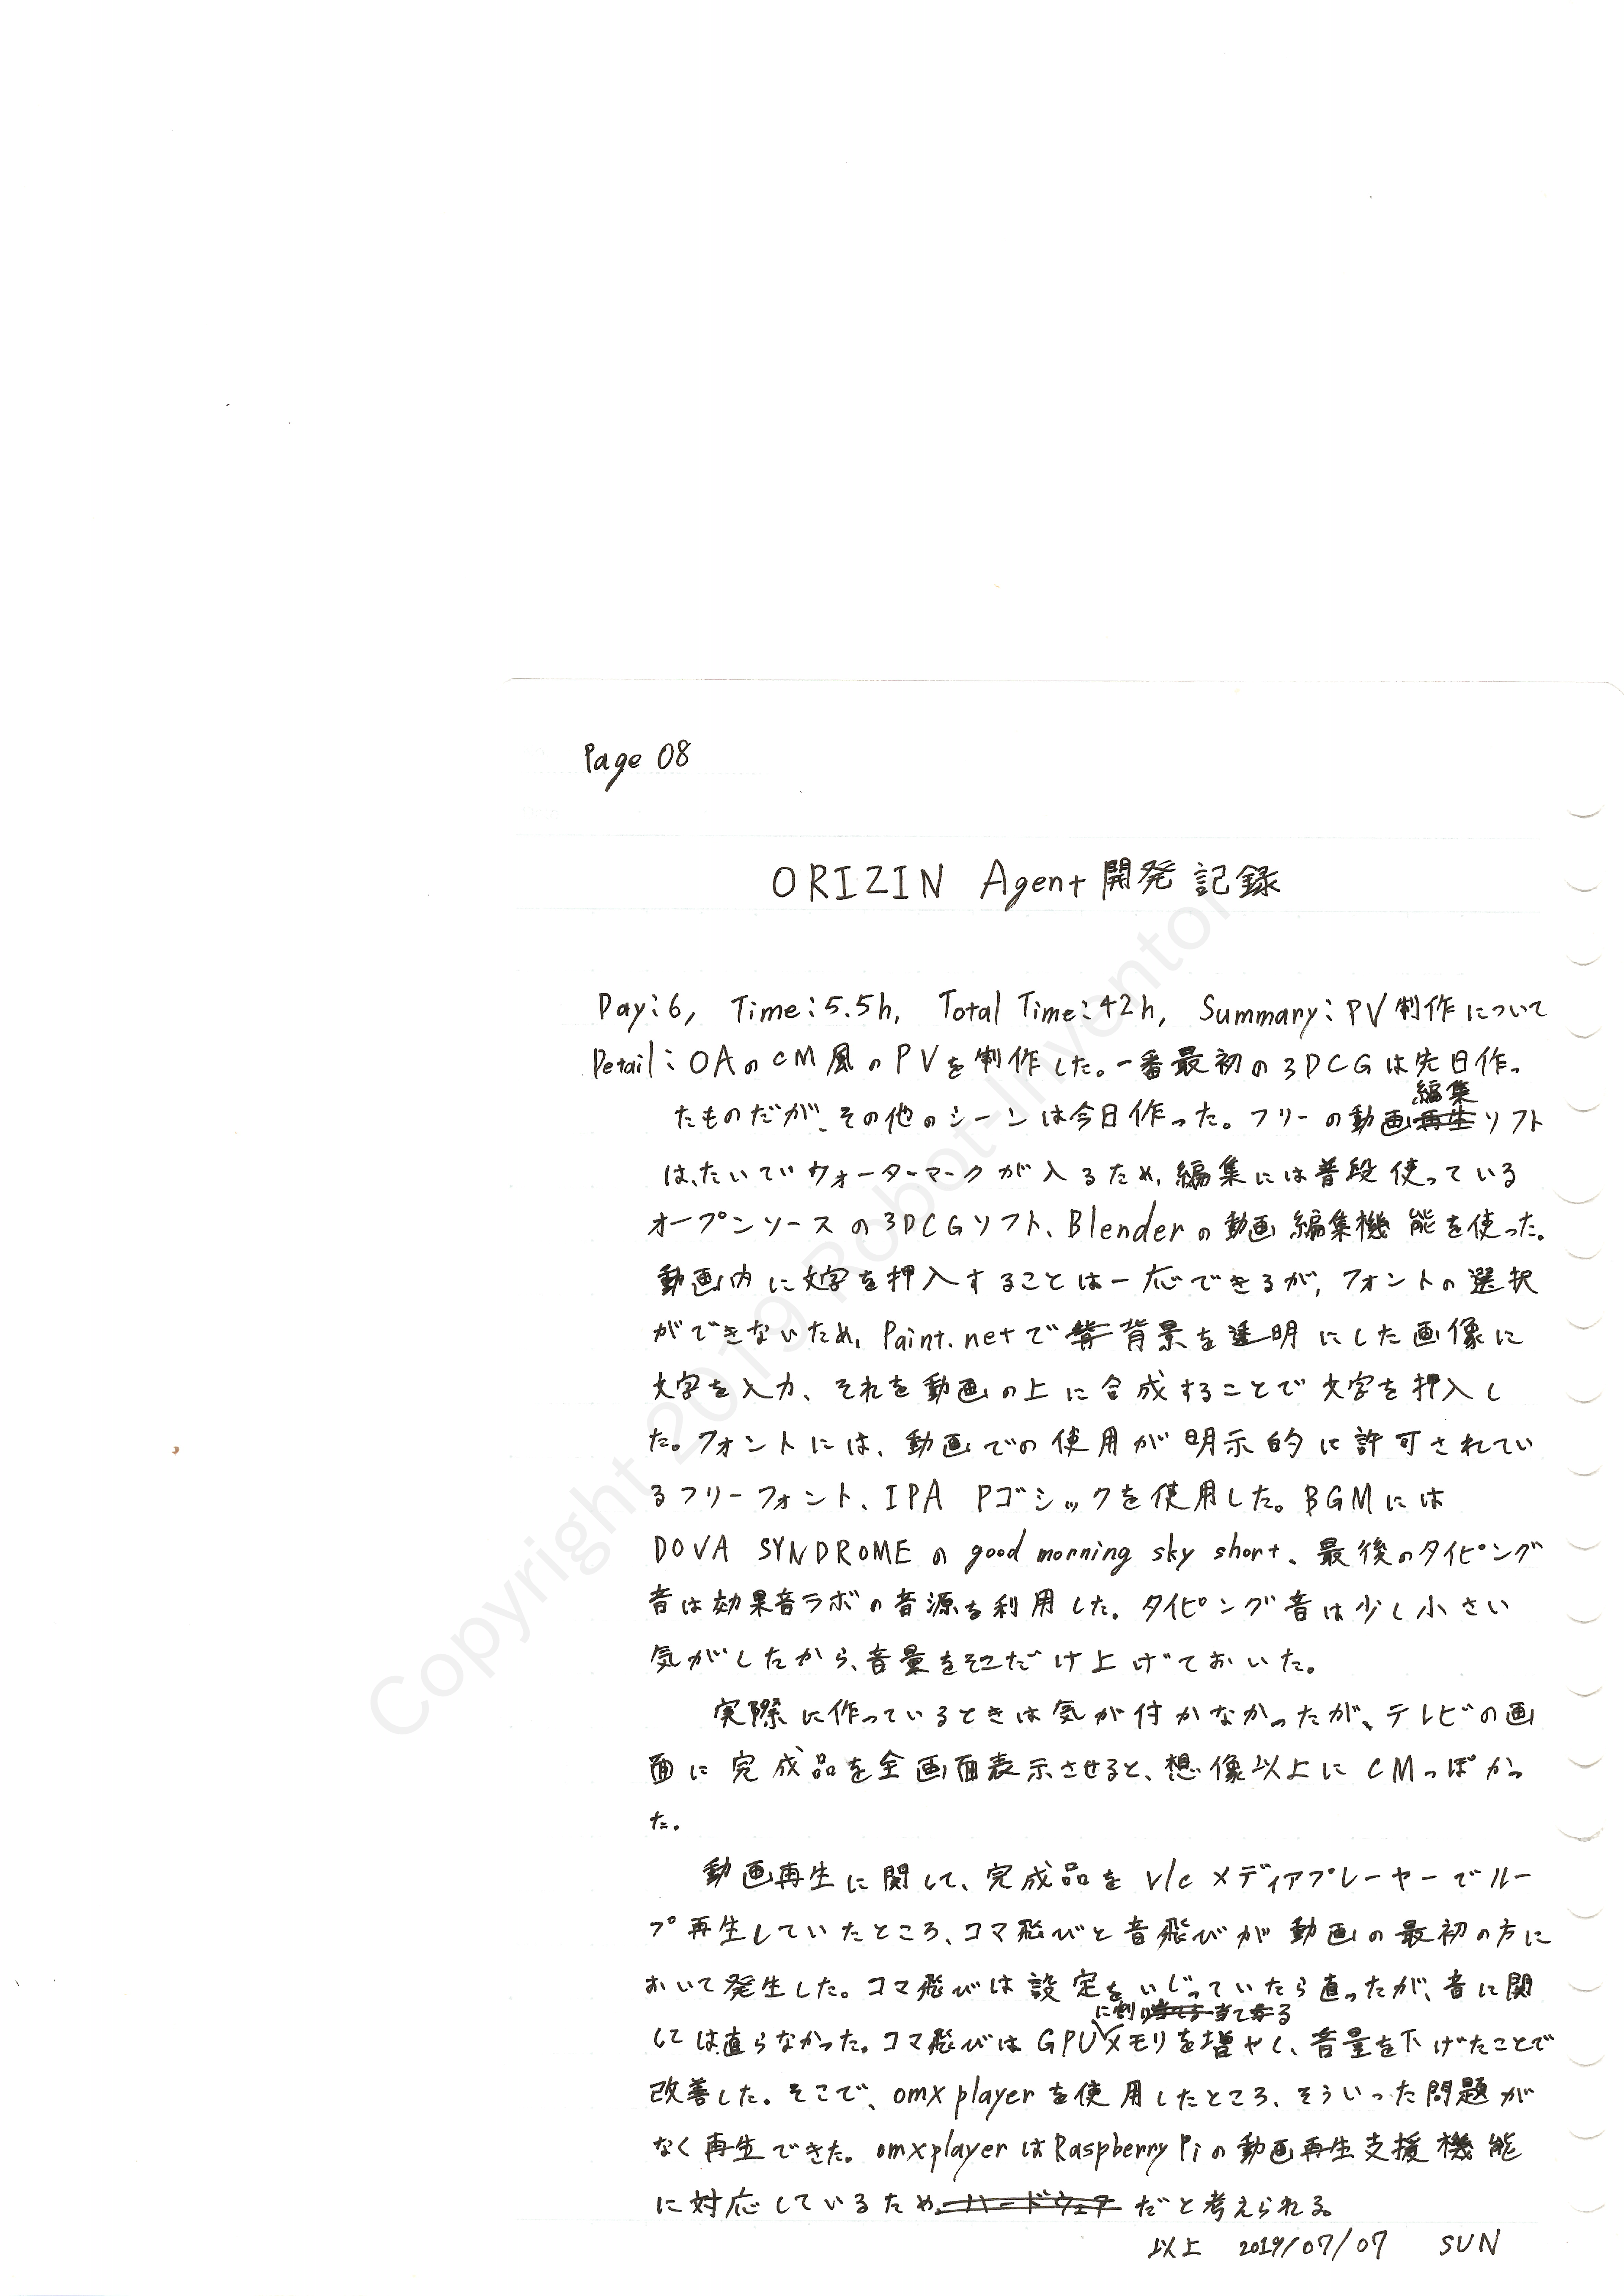 Page 08
ORIZIN Agent開発記録
Day:6, Time:5.5h, Total Time:42h, Summary:PV制作について
Detail:OAのCM風のPVを制作した。一番最初の3DCGは先日作っ
たものだが、その他のシーンは今日作った。フリーの動画編集ソフト
は、たいていウォーターマークが入るため、編集には普段使っている
オープンソースの3DCGソフト、Blenderの動画編集機能を使った。
動画内に文字を挿入することは一応できるが、フォントの選択
ができないため、Paint.netで背景を透明にした画像に
文字を入力、それを動画の上に合成することで文字を挿入し
た。フォントには、動画での使用が明示的に許可されてい
るフリーフォント、IPA Pゴシックを使用した。BGMには
DOVA SYNDROMEのgood morning sky short、最後のタイピング
音は効果音ラボの音源を利用した。タイピング音は少し小さい
気がしたから、音量をそこだけ上げておいた。
実際に作っているときは気が付かなかったが、テレビの画
面に完成品を全画面表示させると、想像以上にCMっぽかっ
た。
動画再生に関して、完成品をvlcメディアプレーヤーでルー
プ再生していたところ、コマ飛びと音飛びが動画の最初の方に
おいて発生した。コマ飛びは設定をいじっていたら直ったが、音に関
しては直らなかった。コマ飛びはGPUに割り当てるメモリを増やし、音量を下げたことで
改善した。そこで、omxplayerを使用したところ、そういった問題が
なく再生できた。omxplayerはRaspberry Piの動画再生支援機能
に対応しているためだと考えられる。
以上 2019/07/07 SUN
Copyright 2019 Robot-Inventor